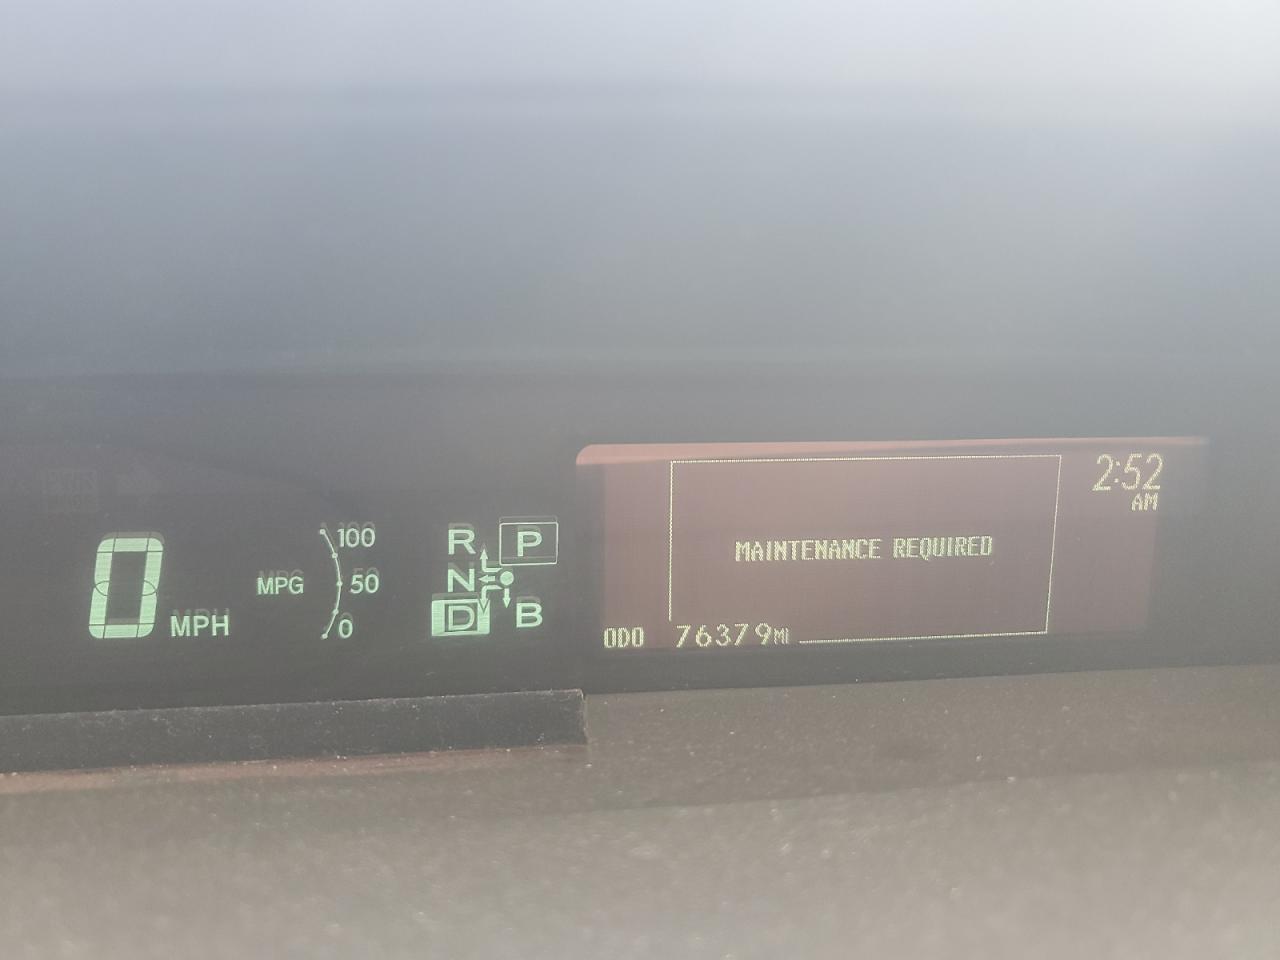 2:52
AM
R P
100
MAINTENANCE REQUIRED
0 MPH
MPG
50
N
D B
0
ODO 76379MI